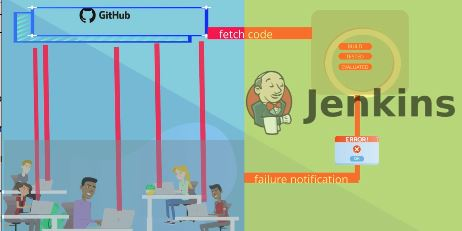 GitHub
fetch code
BUILD
TESTED
EVALUATED
Jenkins
ERROR!
OK
failure notification